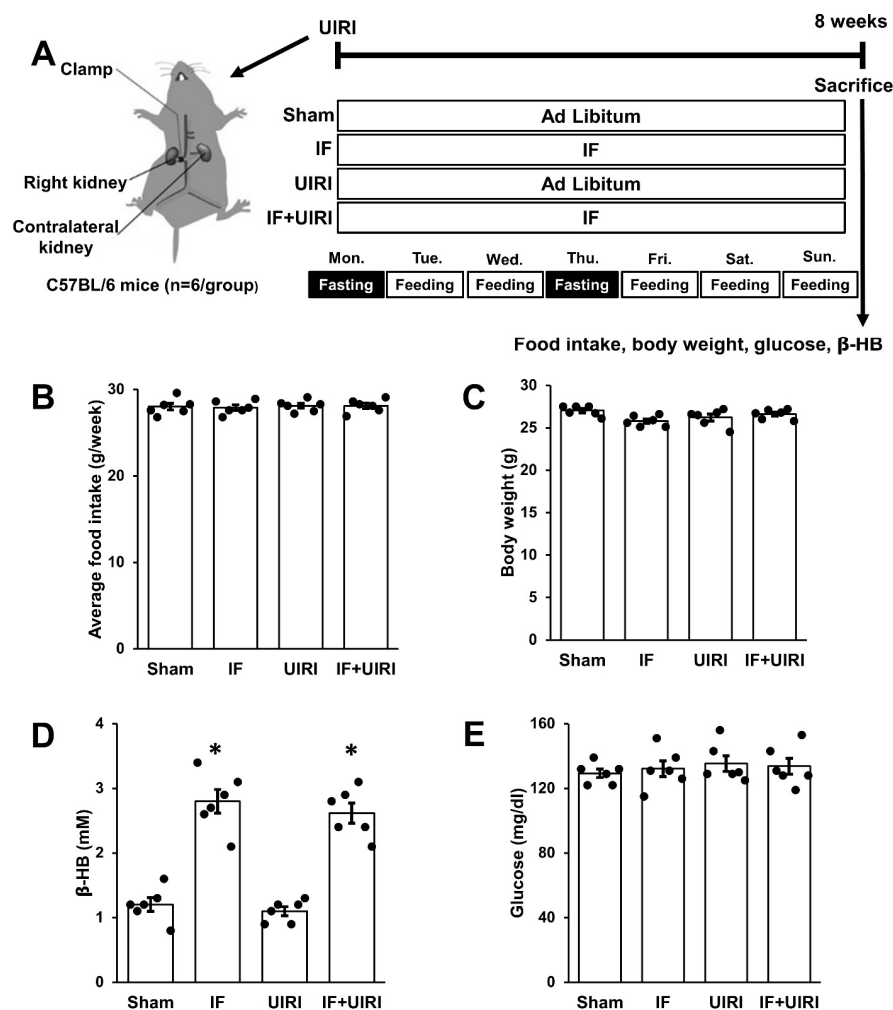 A
UIRI
8 weeks
Clamp
Sacrifice
Sham
Ad Libitum
IF
IF
Right kidney
UIRI
Ad Libitum
Contralateral
kidney
IF+UIRI
IF
Mon. Tue. Wed. Thu. Fri. Sat. Sun.
Fasting Feeding Feeding Fasting Feeding Feeding Feeding
C57BL/6 mice (n=6/group)
Food intake, body weight, glucose, β-HB
B
Average food intake (g/week)
30
20
10
0
Sham IF UIRI IF+UIRI
C
Body weight (g)
30
25
20
15
10
5
0
Sham IF UIRI IF+UIRI
D
β-HB (mM)
4
3
2
1
0
* *
Sham IF UIRI IF+UIRI
E
Glucose (mg/dl)
160
120
80
40
0
Sham IF UIRI IF+UIRI